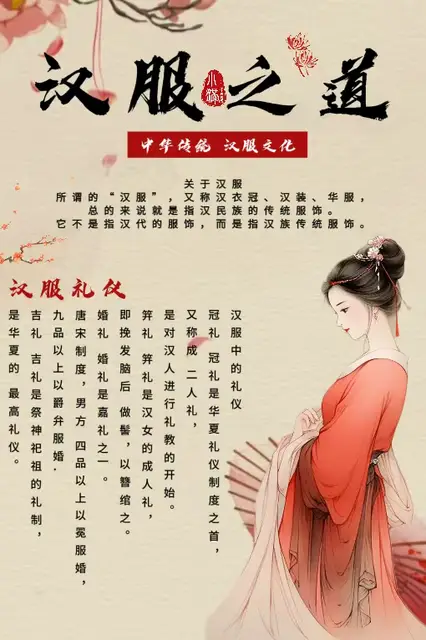 汉服之道
小满
中华传统 汉服文化
关于汉服
所谓的“汉服”，又称汉衣冠、汉装、华服，
总的来说就是指汉民族的传统服饰。
它不是指汉代的服饰，而是指汉族传统服饰。
汉服礼仪
汉服中的礼仪
冠礼 冠礼是华夏礼仪制度之首，
又称成 二人礼，
是对汉人进行礼教的开始。
笄礼 笄礼是汉女的成人礼，
即挽发脑后 做髻，以簪绾之。
婚礼 婚礼是嘉礼之一。
唐宋制度，男方 四品以上以冕服婚，
九品以上以爵弁服婚.
吉礼 吉礼是祭神祀祖的礼制，
是华夏的 最高礼仪。